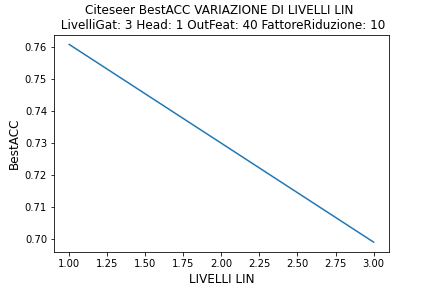 Citeseer BestACC VARIAZIONE DI LIVELLI LIN
LivelliGat: 3 Head: 1 OutFeat: 40 FattoreRiduzione: 10
0.76
0.75
0.74
0.73
0.72
0.71
0.70
BestACC
1.00 1.25 1.50 1.75 2.00 2.25 2.50 2.75 3.00
LIVELLI LIN